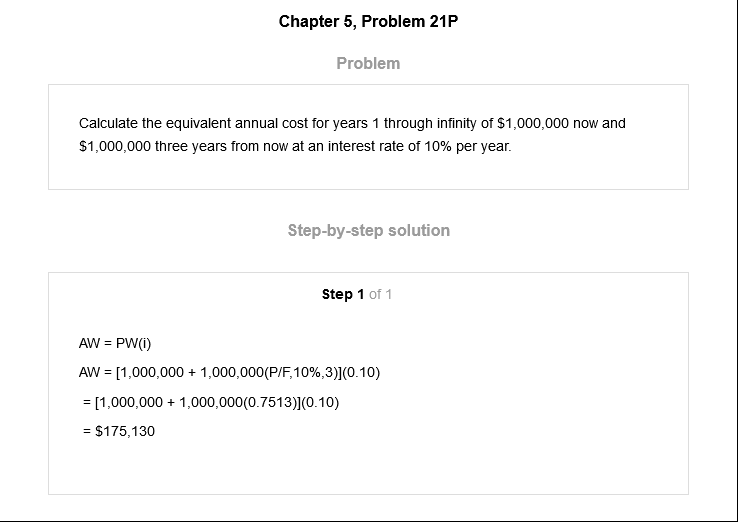 Chapter 5, Problem 21P
Problem
Calculate the equivalent annual cost for years 1 through infinity of $1,000,000 now and
$1,000,000 three years from now at an interest rate of 10% per year.
Step-by-step solution
Step 1 of 1
AW = PW(i)
AW = [1,000,000 + 1,000,000(P/F,10%,3)](0.10)
= [1,000,000 + 1,000,000(0.7513)](0.10)
= $175,130